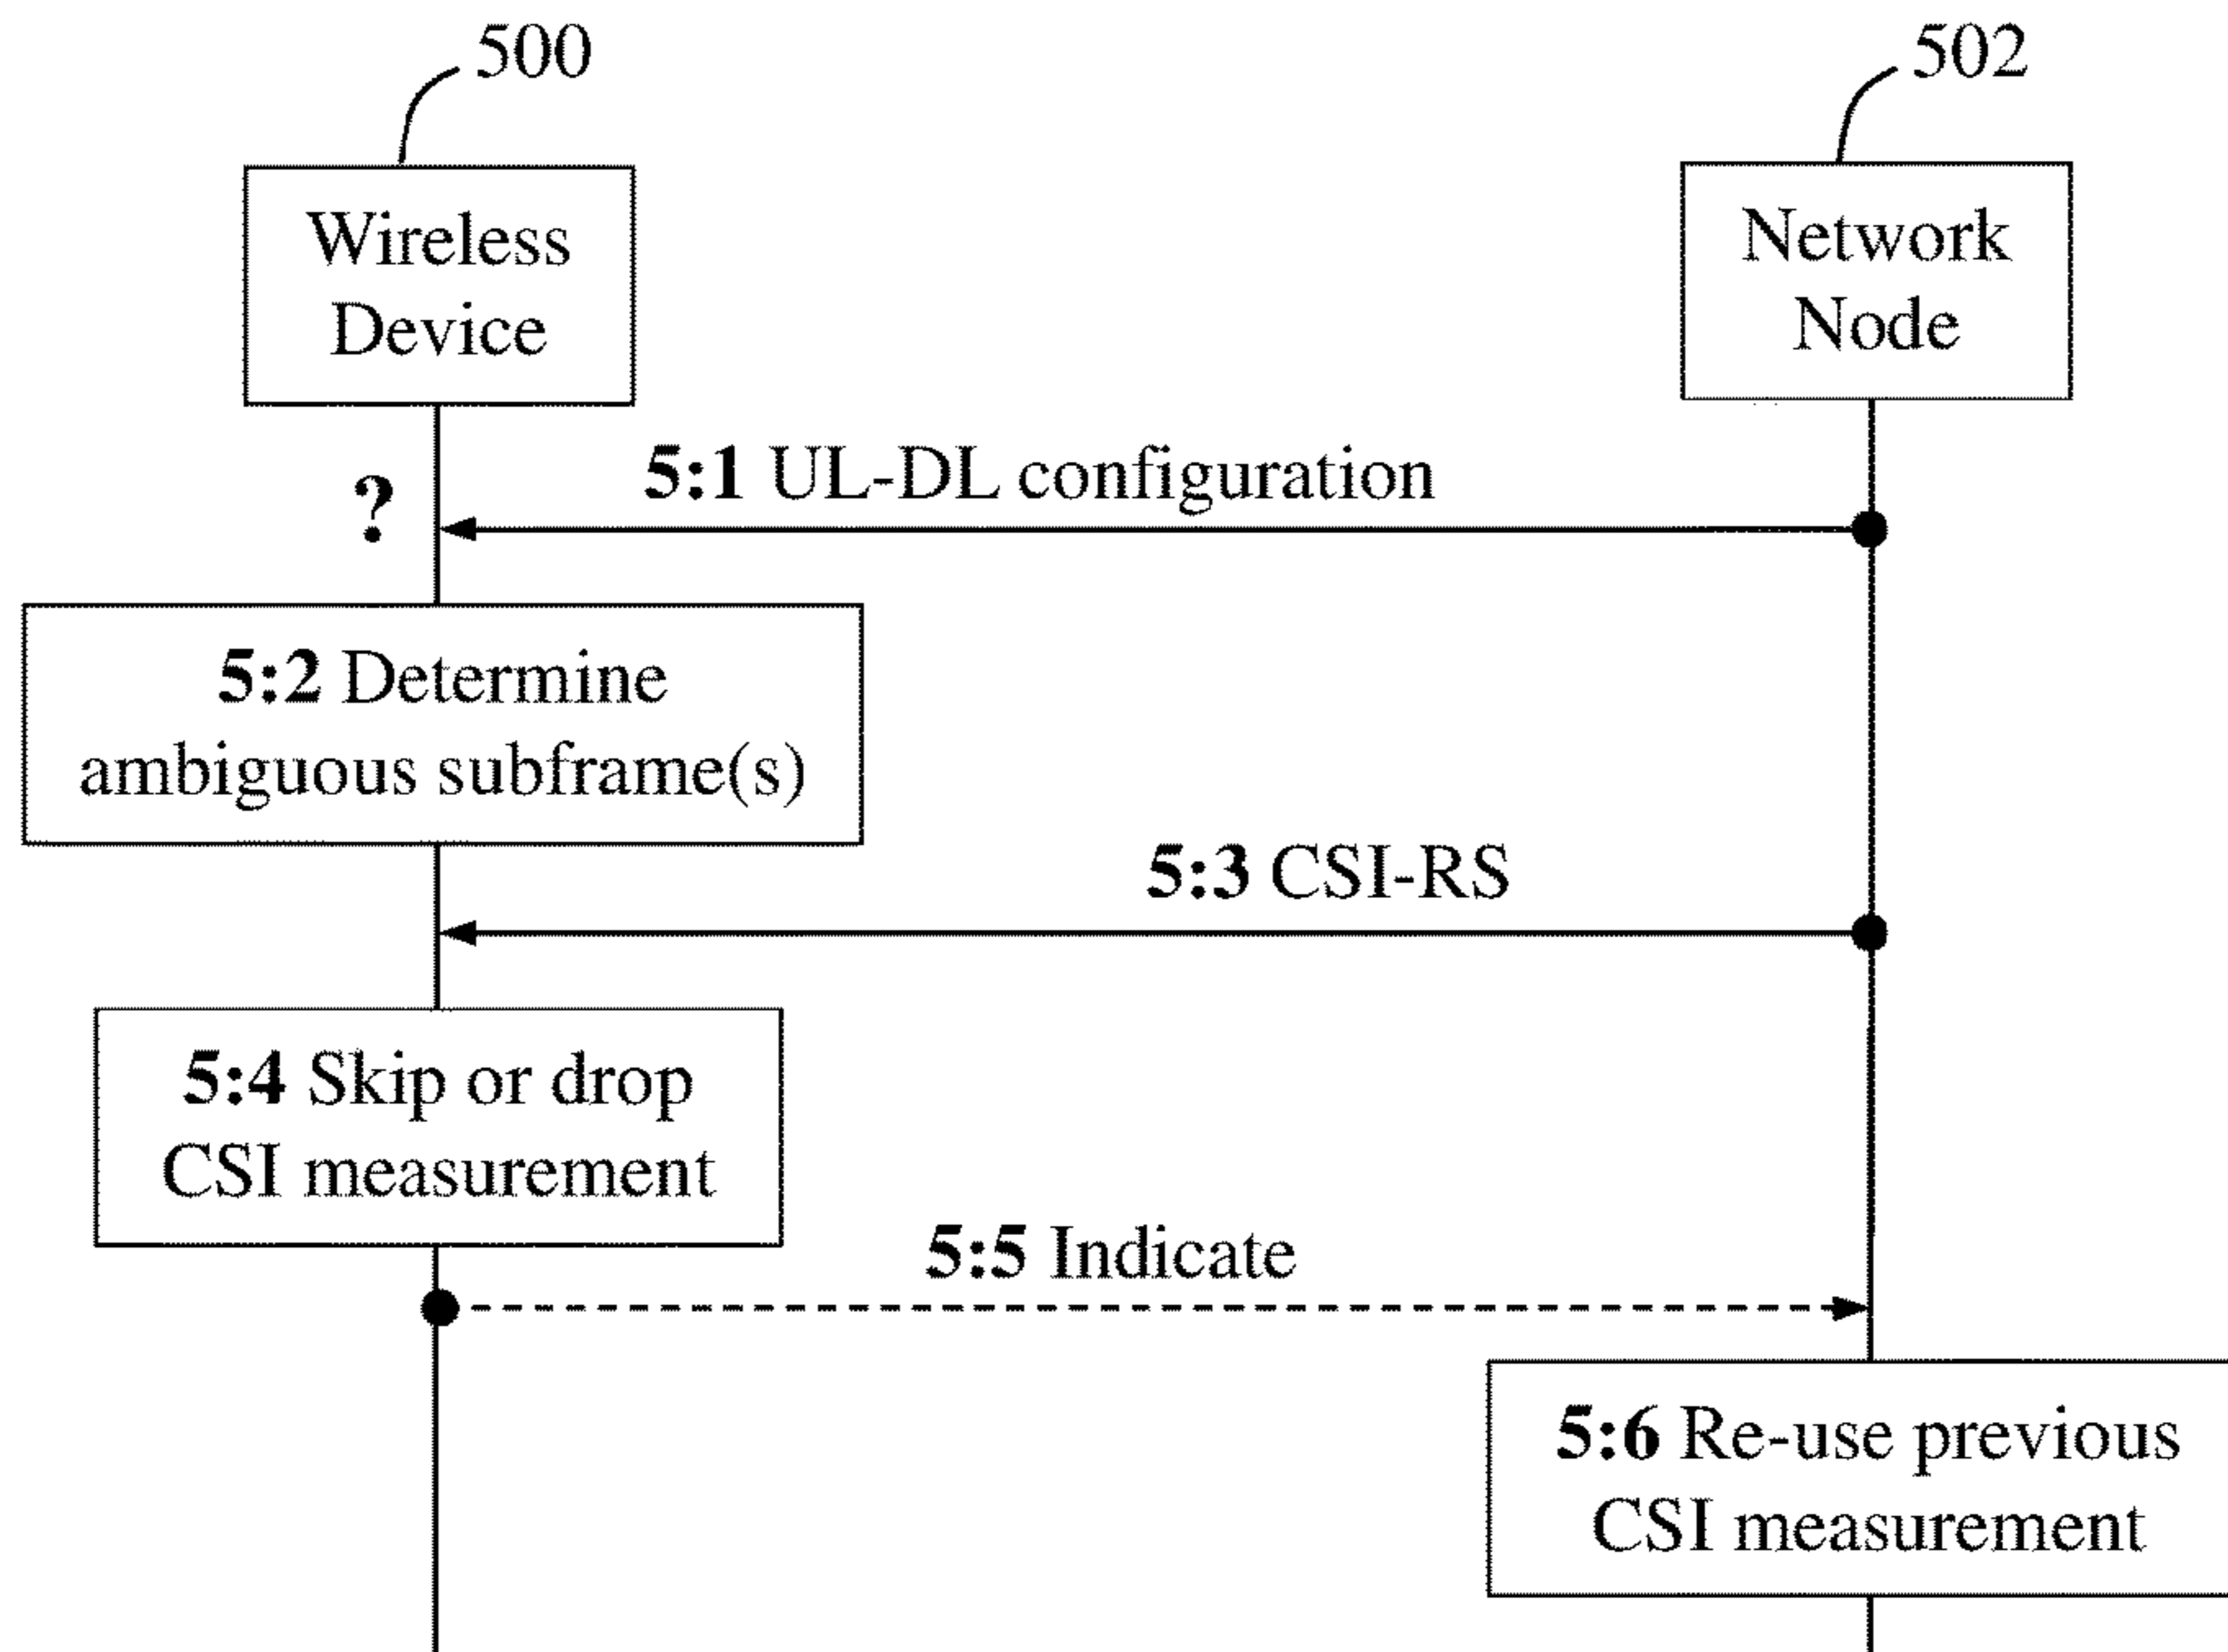 500
502
Wireless
Device
Network
Node
5:1 UL-DL configuration
?
5:2 Determine
ambiguous subframe(s)
5:3 CSI-RS
5:4 Skip or drop
CSI measurement
5:5 Indicate
5:6 Re-use previous
CSI measurement